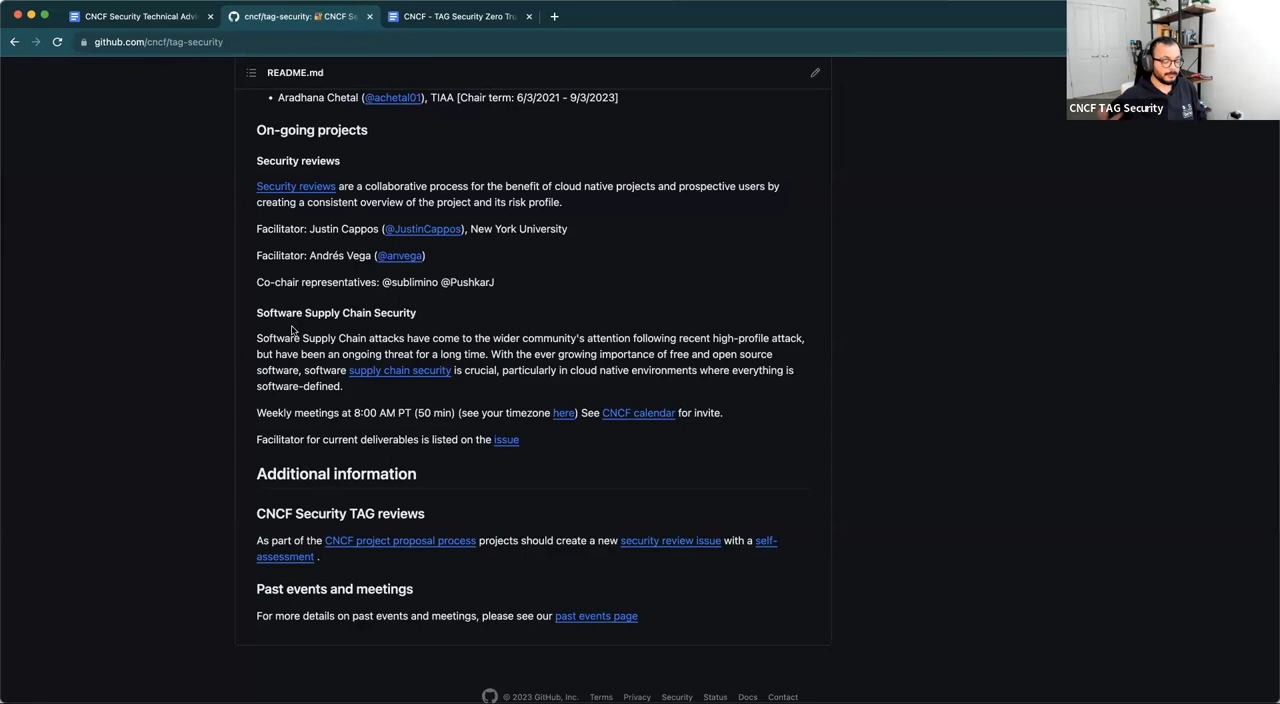 CNCF Security Technical Advi
cncf/tag-security: 🔐 CNCF Se
CNCF - TAG Security Zero Tru
github.com/cncf/tag-security
CNCF TAG Security
README.md
• Aradhana Chetal (@achetal01), TIAA [Chair term: 6/3/2021 - 9/3/2023]
On-going projects
Security reviews
Security reviews are a collaborative process for the benefit of cloud native projects and prospective users by
creating a consistent overview of the project and its risk profile.
Facilitator: Justin Cappos (@JustinCappos), New York University
Facilitator: Andrés Vega (@anvega)
Co-chair representatives: @sublimino @PushkarJ
Software Supply Chain Security
Software Supply Chain attacks have come to the wider community's attention following recent high-profile attack,
but have been an ongoing threat for a long time. With the ever growing importance of free and open source
software, software supply chain security is crucial, particularly in cloud native environments where everything is
software-defined.
Weekly meetings at 8:00 AM PT (50 min) (see your timezone here) See CNCF calendar for invite.
Facilitator for current deliverables is listed on the issue
Additional information
CNCF Security TAG reviews
As part of the CNCF project proposal process projects should create a new security review issue with a self-
assessment .
Past events and meetings
For more details on past events and meetings, please see our past events page
© 2023 GitHub, Inc. Terms Privacy Security Status Docs Contact